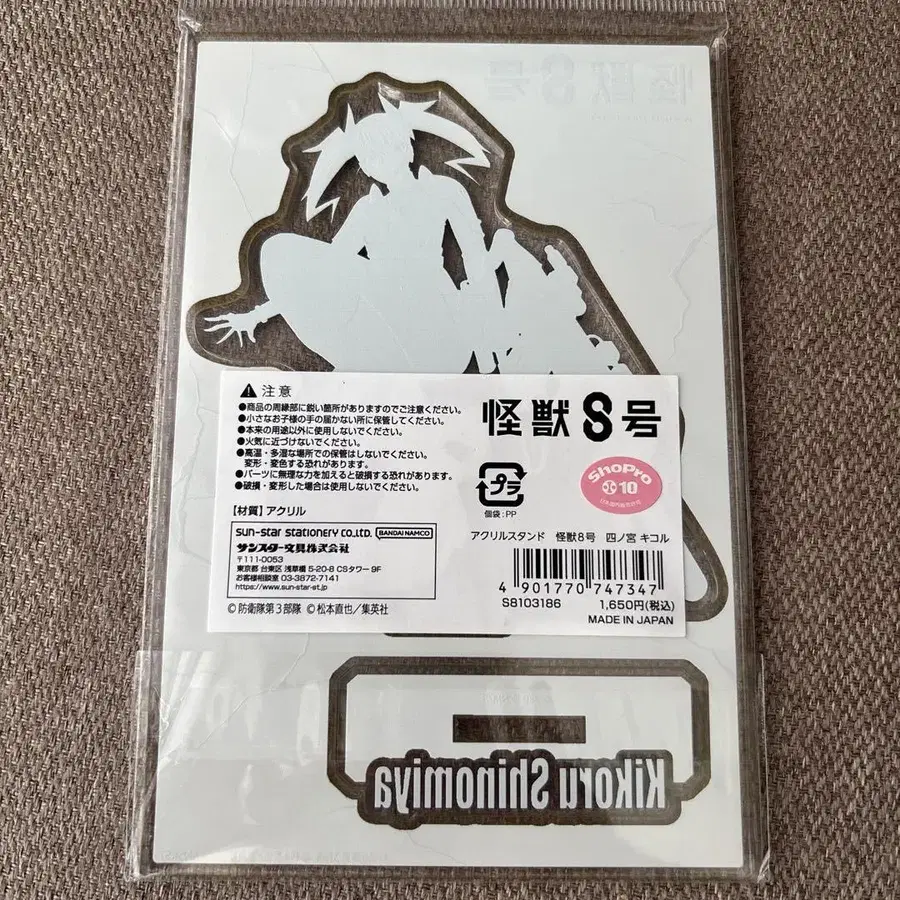 怪獣8号
注意
●商品の周縁部に鋭い箇所がありますのでご注意ください。
●小さなお子様の手の届かない所に保管してください。
●本来の用途以外に使用しないでください。
●火気に近づけないでください。
●高温・多湿な場所での保管はしないでください。
変形・変色する恐れがあります。
●パーツに無理な力を加えると破損する恐れがあります。
●破損・変形した場合は使用しないでください。
【材質】アクリル
sun-star stationery co.,ltd. BANDAI NAMCO
サンスター文具株式会社
〒111-0053
東京都 台東区 浅草橋 5-20-8 CSタワー 9F
お客様相談室 03-3872-7141
https://www.sun-star-st.jp
© 防衛隊第3部隊 © 松本直也／集英社
怪獣8号
プラ
個袋:PP
ShoPro
10
アクリルスタンド 怪獣8号 四ノ宮 キコル
4 901770 747347
S8103186 1,650円(税込)
MADE IN JAPAN
Kikoru Shinomiya